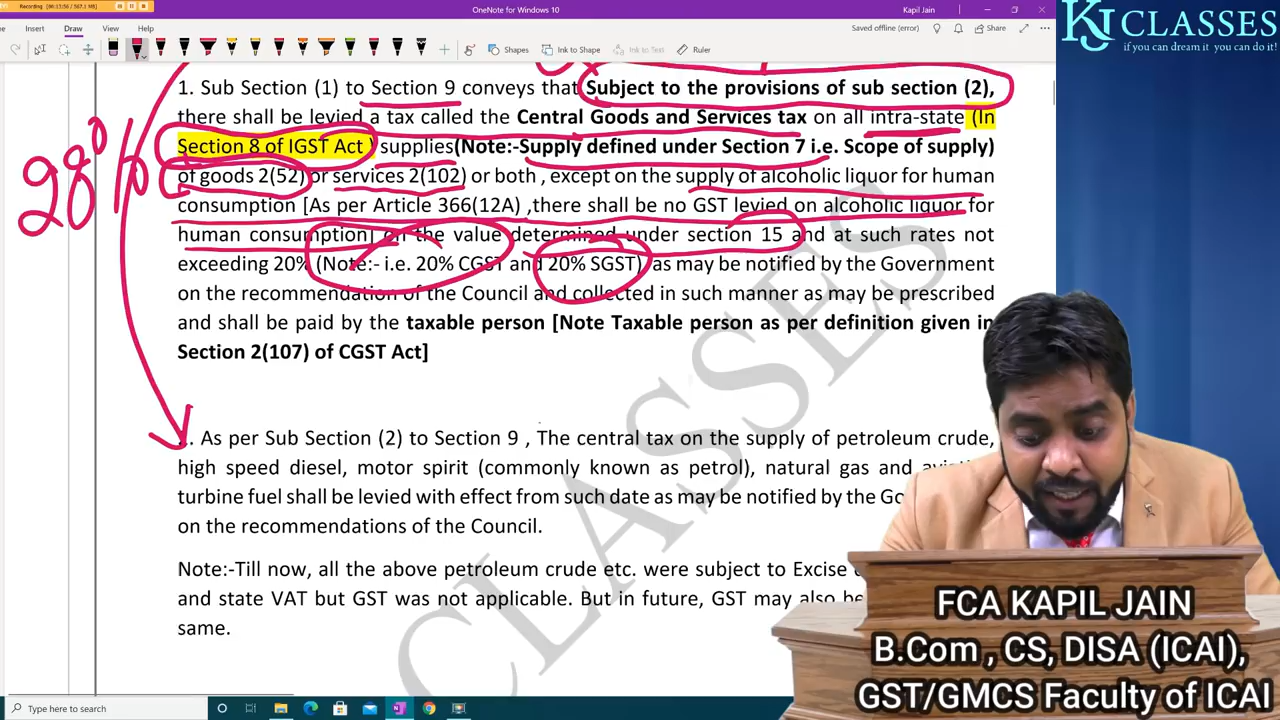 Recording [00:13:56 / 507.1 MB]
OneNote for Windows 10
Kapil Jain
Insert Draw View Help
Shapes Ink to Shape Ink to Text Ruler
Saved offline (error) Share
KJ CLASSES
if you can dream it you can do it!
1. Sub Section (1) to Section 9 conveys that Subject to the provisions of sub section (2),
there shall be levied a tax called the Central Goods and Services tax on all intra-state (In
Section 8 of IGST Act ) supplies(Note:-Supply defined under Section 7 i.e. Scope of supply)
of goods 2(52) or services 2(102) or both , except on the supply of alcoholic liquor for human
consumption [As per Article 366(12A) ,there shall be no GST levied on alcoholic liquor for
human consumption] on the value determined under section 15 and at such rates not
exceeding 20% (Note:- i.e. 20% CGST and 20% SGST) as may be notified by the Government
on the recommendation of the Council and collected in such manner as may be prescribed
and shall be paid by the taxable person [Note Taxable person as per definition given in
Section 2(107) of CGST Act]
28%
2. As per Sub Section (2) to Section 9 , The central tax on the supply of petroleum crude,
high speed diesel, motor spirit (commonly known as petrol), natural gas and
turbine fuel shall be levied with effect from such date as may be notified by the
on the recommendations of the Council.
Note:-Till now, all the above petroleum crude etc. were subject to Excise
and state VAT but GST was not applicable. But in future, GST may also be
same.
CLASSES
FCA KAPIL JAIN
B.Com , CS, DISA (ICAI),
GST/GMCS Faculty of ICAI
Type here to search